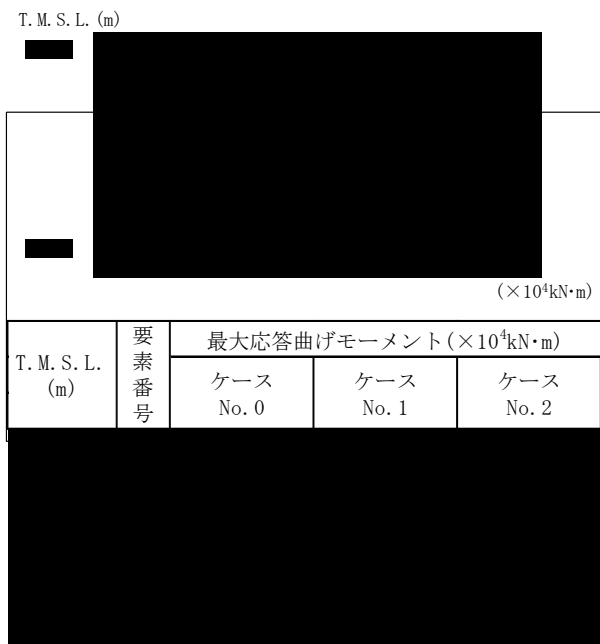 T.M.S.L.(m)
(×10⁴kN・m)
T.M.S.L.
(m)
要素番号
最大応答曲げモーメント(×10⁴kN・m)
ケース
No.0
ケース
No.1
ケース
No.2